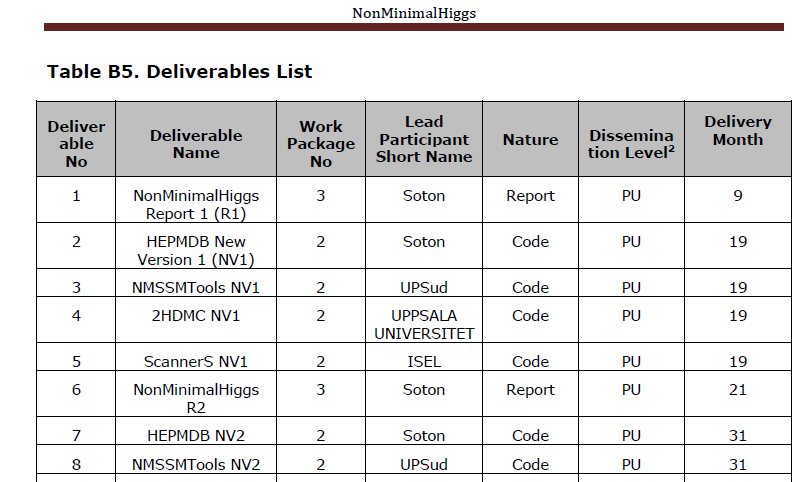 NonMinimalHiggs
Table B5. Deliverables List
Deliver
able
No
Deliverable
Name
Work
Package
No
Lead
Participant
Short Name
Nature
Dissemina
tion Level2
Delivery
Month
1
NonMinimalHiggs
Report 1 (R1)
3
Soton
Report
PU
9
2
HEPMDB New
Version 1 (NV1)
2
Soton
Code
PU
19
3
NMSSMTools NV1
2
UPSud
Code
PU
19
4
2HDMC NV1
2
UPPSALA
UNIVERSITET
Code
PU
19
5
ScannerS NV1
2
ISEL
Code
PU
19
6
NonMinimalHiggs
R2
3
Soton
Report
PU
21
7
HEPMDB NV2
2
Soton
Code
PU
31
8
NMSSMTools NV2
2
UPSud
Code
PU
31